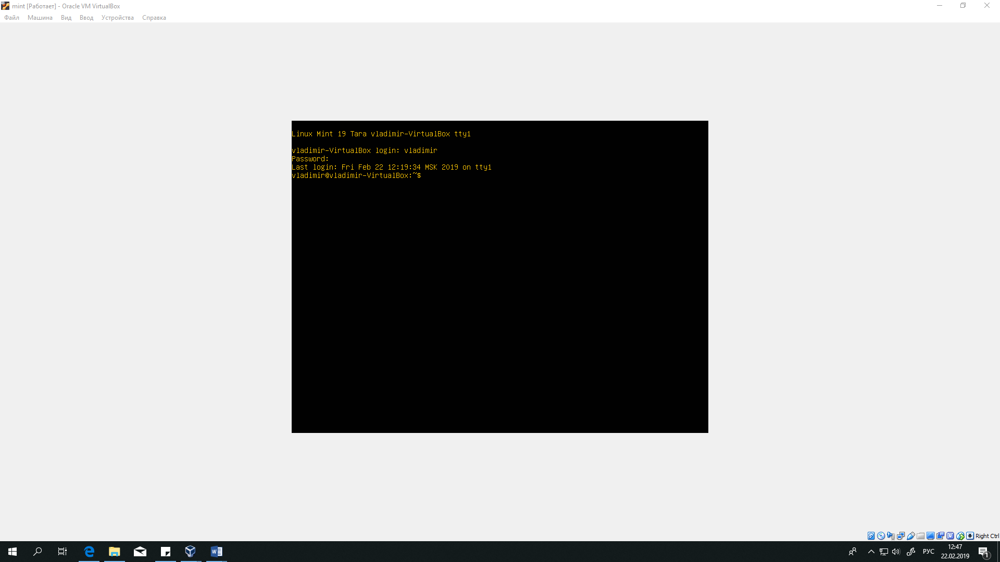 mint [Работает] - Oracle VM VirtualBox
Файл Машина Вид Ввод Устройства Справка
Linux Mint 19 Tara vladimir-VirtualBox tty1
vladimir-VirtualBox login: vladimir
Password:
Last login: Fri Feb 22 12:19:34 MSK 2019 on tty1
vladimir@vladimir-VirtualBox:~$
Right Ctrl
РУС
12:47
22.02.2019
1